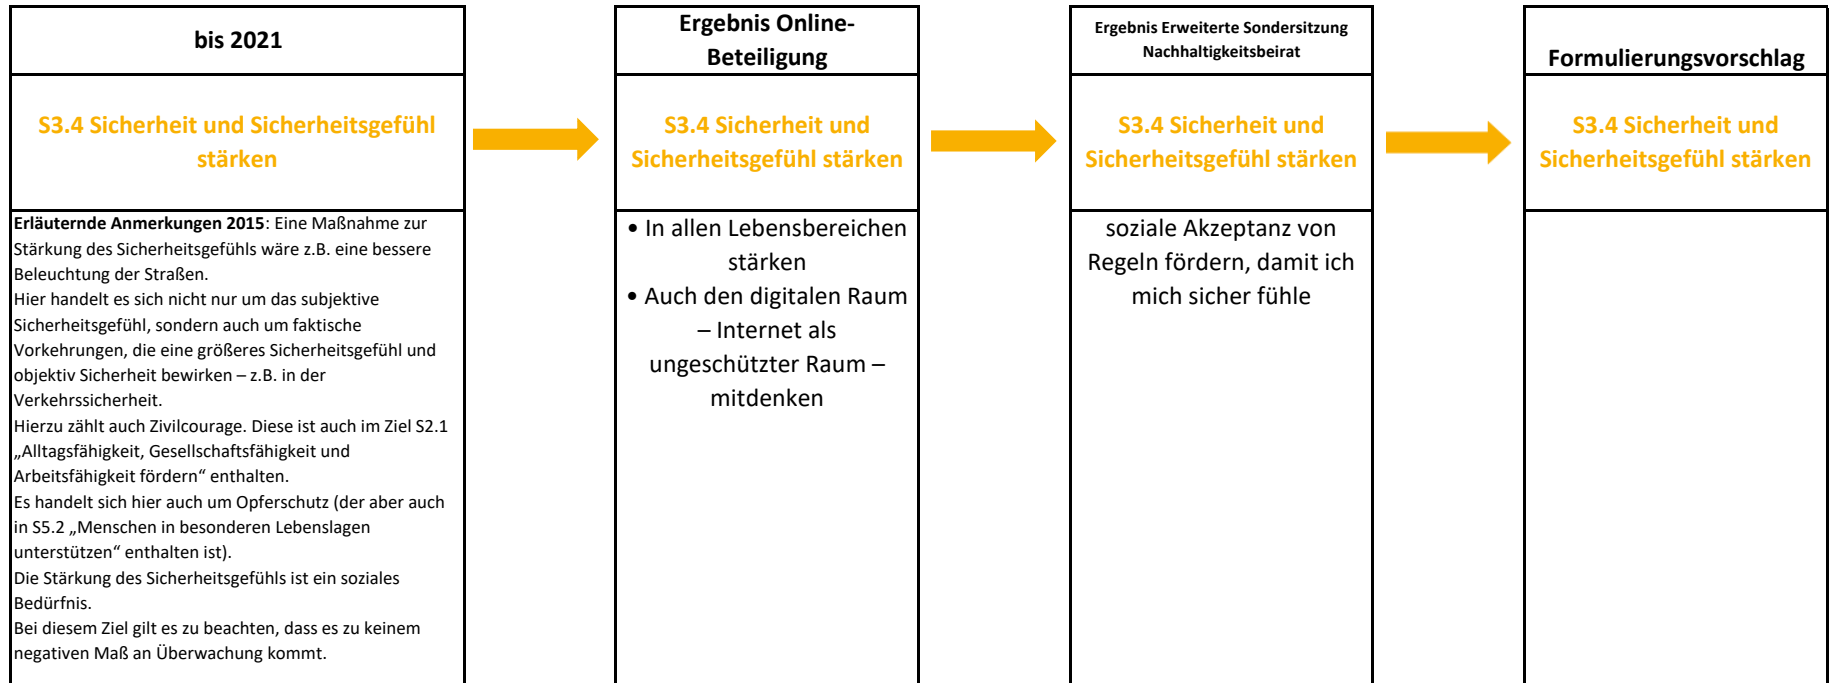 bis 2021
S3.4 Sicherheit und Sicherheitsgefühl
stärken
Erläuternde Anmerkungen 2015: Eine Maßnahme zur
Stärkung des Sicherheitsgefühls wäre z.B. eine bessere
Beleuchtung der Straßen.
Hier handelt es sich nicht nur um das subjektive
Sicherheitsgefühl, sondern auch um faktische
Vorkehrungen, die eine größeres Sicherheitsgefühl und
objektiv Sicherheit bewirken – z.B. in der
Verkehrssicherheit.
Hierzu zählt auch Zivilcourage. Diese ist auch im Ziel S2.1
„Alltagsfähigkeit, Gesellschaftsfähigkeit und
Arbeitsfähigkeit fördern“ enthalten.
Es handelt sich hier auch um Opferschutz (der aber auch
in S5.2 „Menschen in besonderen Lebenslagen
unterstützen“ enthalten ist).
Die Stärkung des Sicherheitsgefühls ist ein soziales
Bedürfnis.
Bei diesem Ziel gilt es zu beachten, dass es zu keinem
negativen Maß an Überwachung kommt.
Ergebnis Online-
Beteiligung
S3.4 Sicherheit und
Sicherheitsgefühl stärken
• In allen Lebensbereichen
stärken
• Auch den digitalen Raum
– Internet als
ungeschützter Raum –
mitdenken
Ergebnis Erweiterte Sondersitzung
Nachhaltigkeitsbeirat
S3.4 Sicherheit und
Sicherheitsgefühl stärken
soziale Akzeptanz von
Regeln fördern, damit ich
mich sicher fühle
Formulierungsvorschlag
S3.4 Sicherheit und
Sicherheitsgefühl stärken